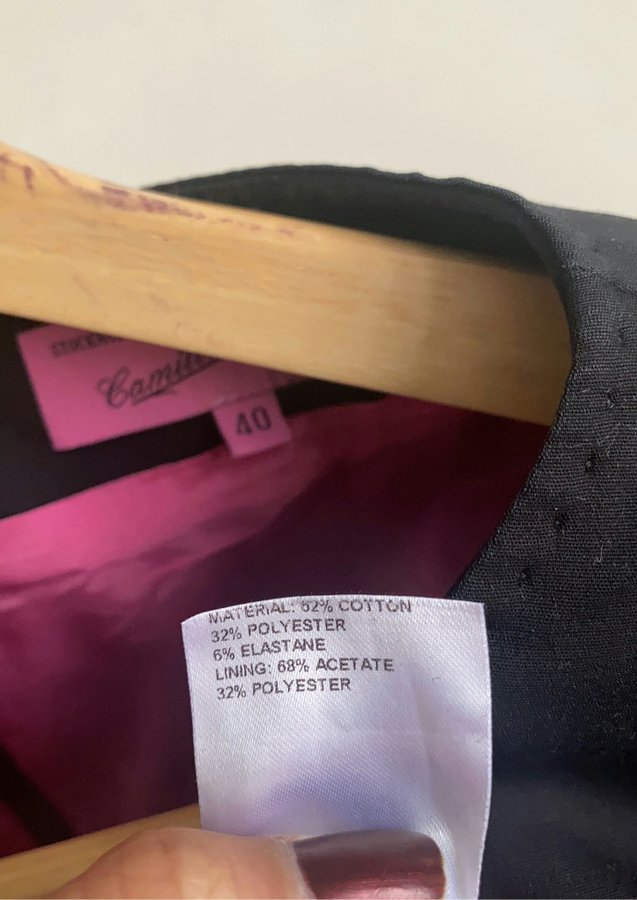 40
MATERIAL: 62% COTTON
32% POLYESTER
6% ELASTANE
LINING: 68% ACETATE
32% POLYESTER